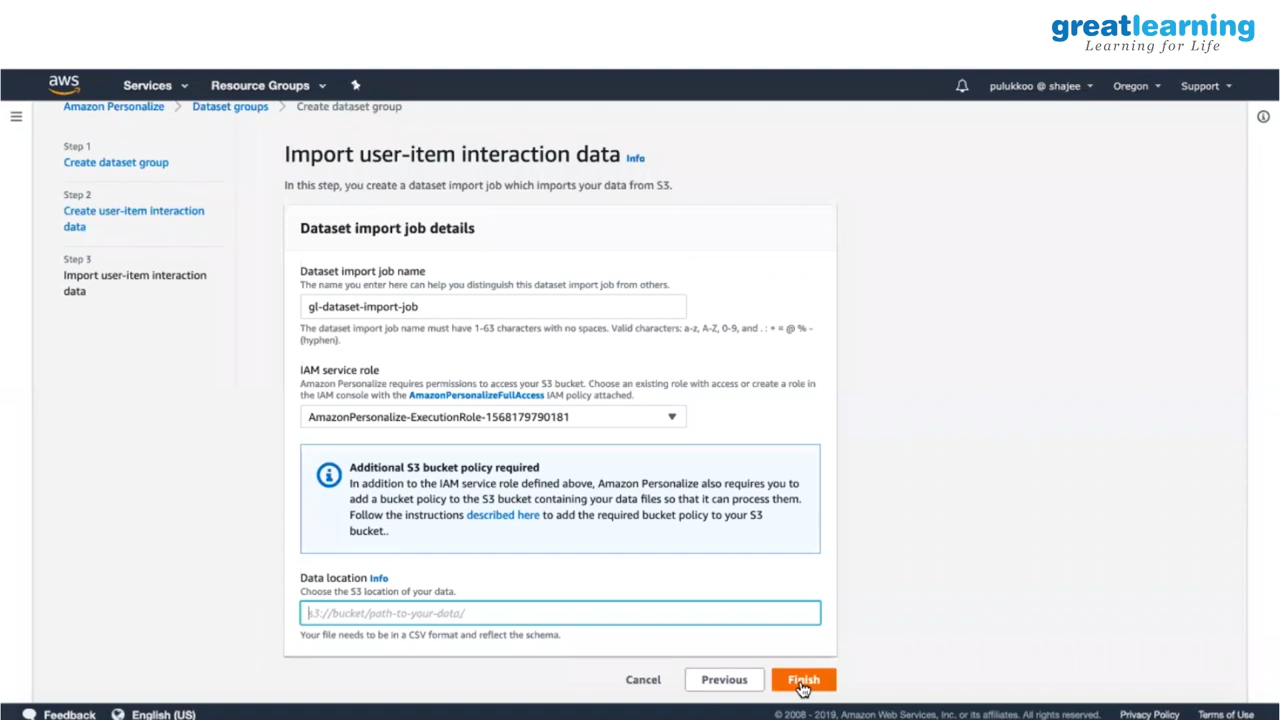 greatlearning
Learning for Life
aws Services Resource Groups pulukkoo @ shajee Oregon Support
Amazon Personalize > Dataset groups > Create dataset group
Step 1
Create dataset group
Step 2
Create user-item interaction
data
Step 3
Import user-item interaction
data
Import user-item interaction data Info
In this step, you create a dataset import job which imports your data from S3.
Dataset import job details
Dataset import job name
The name you enter here can help you distinguish this dataset import job from others.
gl-dataset-import-job
The dataset import job name must have 1-63 characters with no spaces. Valid characters: a-z, A-Z, 0-9, and . : + = @ % -
(hyphen).
IAM service role
Amazon Personalize requires permissions to access your S3 bucket. Choose an existing role with access or create a role in
the IAM console with the AmazonPersonalizeFullAccess IAM policy attached.
AmazonPersonalize-ExecutionRole-1568179790181
Additional S3 bucket policy required
In addition to the IAM service role defined above, Amazon Personalize also requires you to
add a bucket policy to the S3 bucket containing your data files so that it can process them.
Follow the instructions described here to add the required bucket policy to your S3
bucket..
Data location Info
Choose the S3 location of your data.
s3://bucket/path-to-your-data/
Your file needs to be in a CSV format and reflect the schema.
Cancel Previous Finish
Feedback English (US) © 2008 - 2019, Amazon Web Services, Inc. or its affiliates. All rights reserved. Privacy Policy Terms of Use